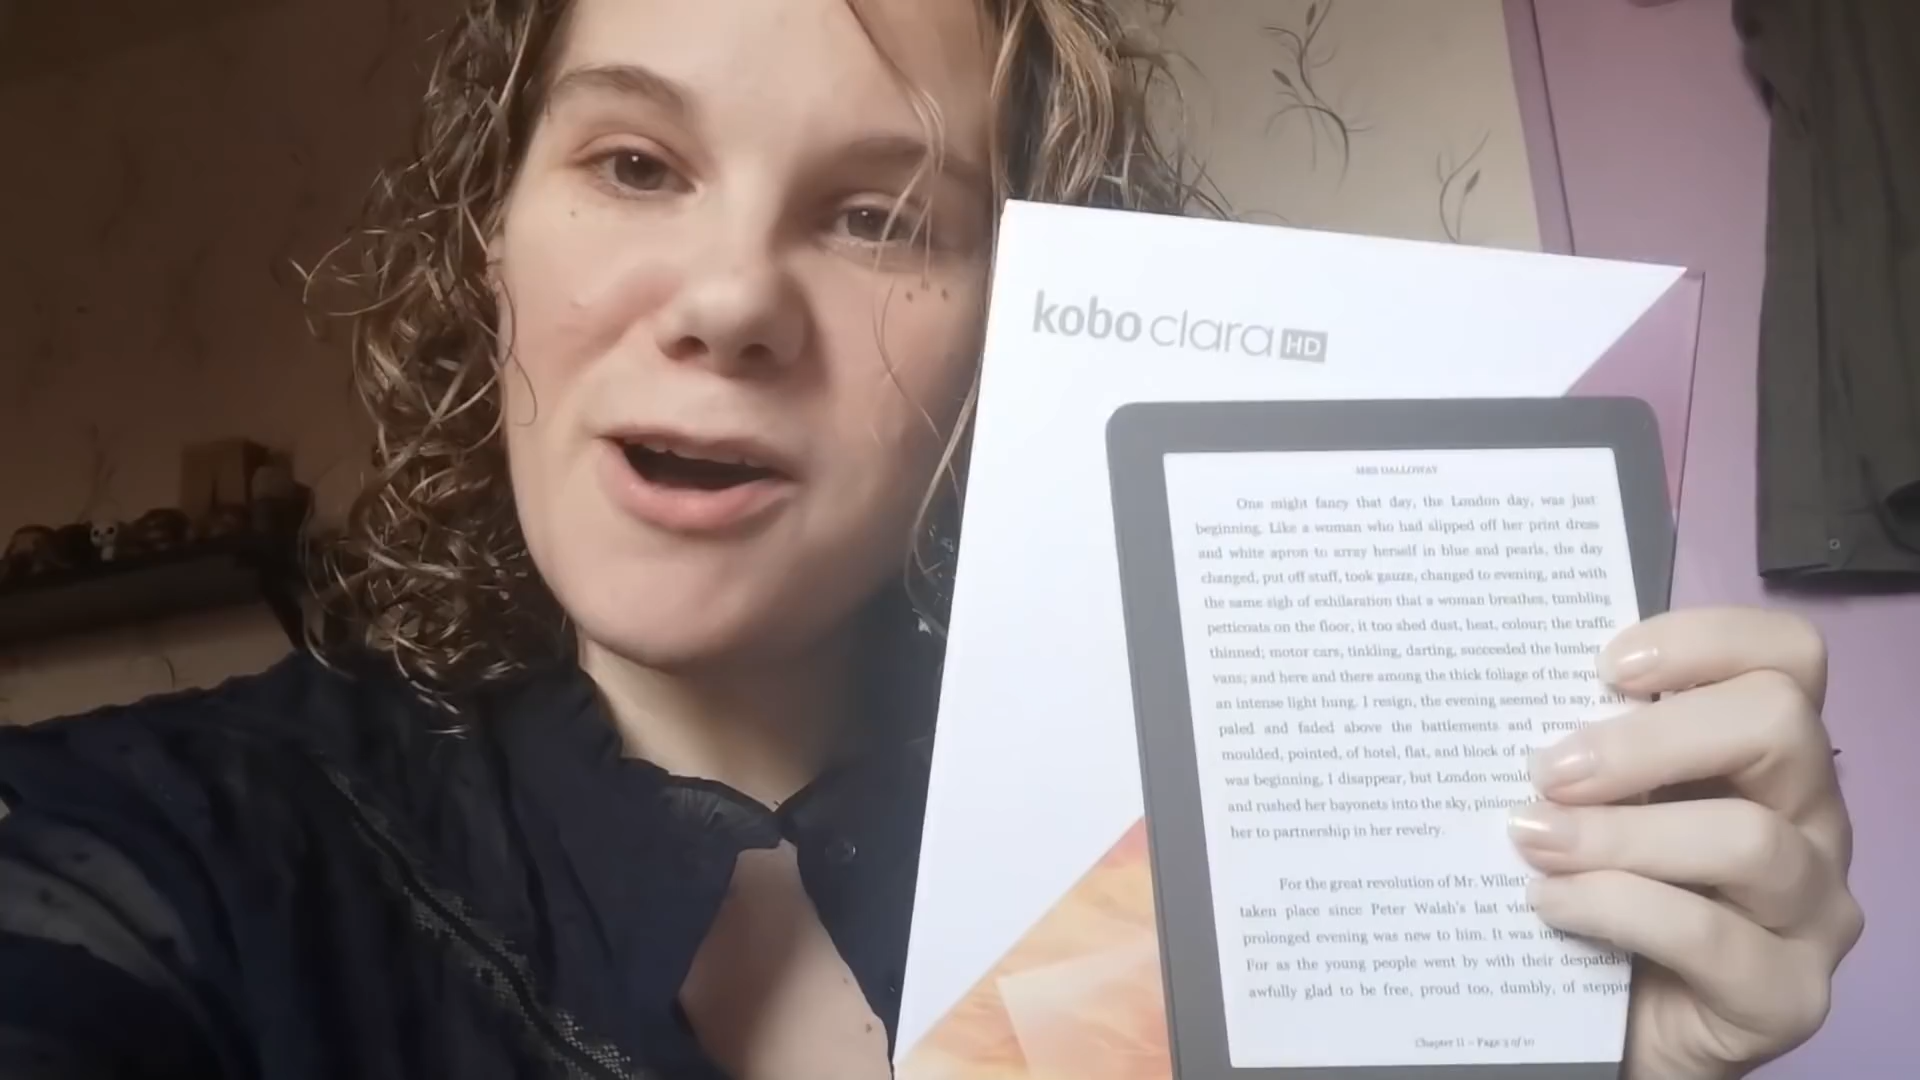 kobo clara HD
MRS DALLOWAY
One might fancy that day, the London day, was just
beginning. Like a woman who had slipped off her print dress
and white apron to array herself in blue and pearls, the day
changed, put off stuff, took gauze, changed to evening, and with
the same sigh of exhilaration that a woman breathes, tumbling
petticoats on the floor, it too shed dust, heat, colour; the traffic
thinned; motor cars, tinkling, darting, succeeded the lumber
vans; and here and there among the thick foliage of the
an intense light hung. I resign, the evening seemed to say, as it
paled and faded above the battlements and
moulded, pointed, of hotel, flat, and block of
was beginning, I disappear, but London would
and rushed her bayonets into the sky, pinioned
her to partnership in her revelry.
For the great revolution of Mr. Willett's
taken place since Peter Walsh's last
prolonged evening was new to him. It was
For as the young people went by with their despatch-
awfully glad to be free, proud too, dumbly, of
Chapter 11 – Page 3 of 10